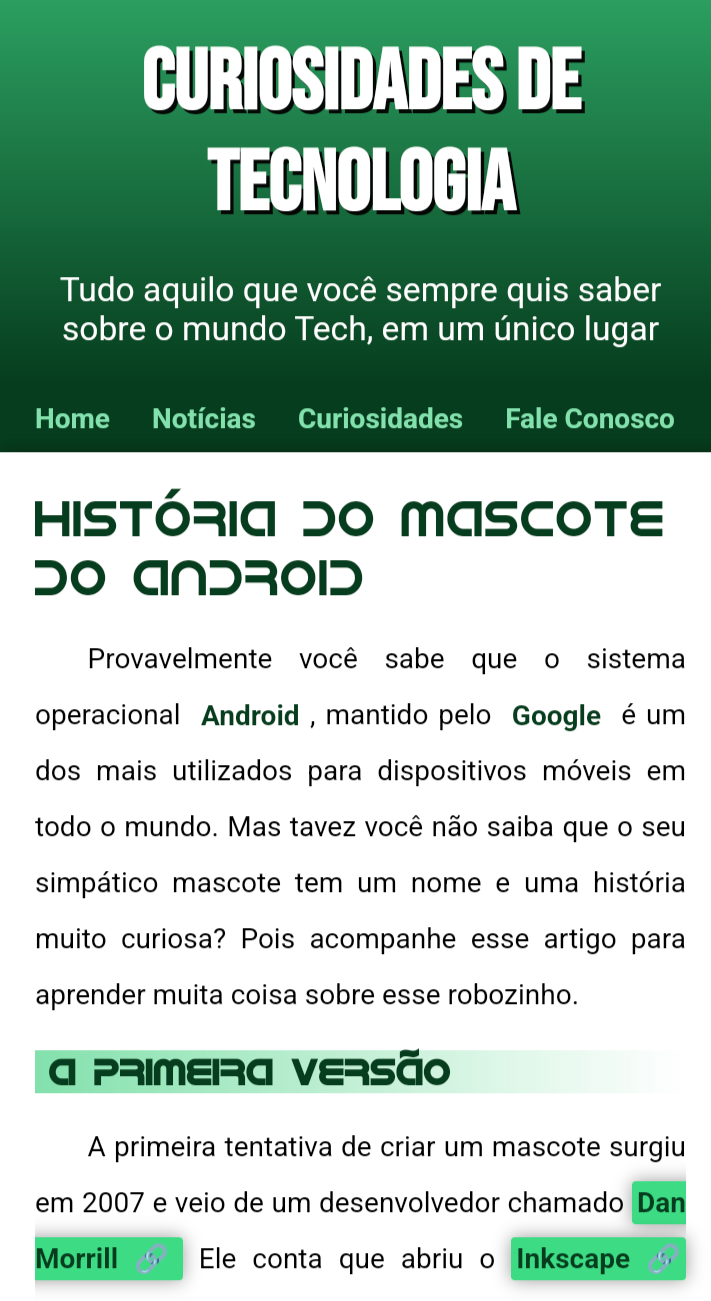 CURIOSIDADES DE
TECNOLOGIA
Tudo aquilo que você sempre quis saber
sobre o mundo Tech, em um único lugar
Home Notícias Curiosidades Fale Conosco
HISTÓRIA DO MASCOTE
DO ANDROID
Provavelmente você sabe que o sistema
operacional Android , mantido pelo Google é um
dos mais utilizados para dispositivos móveis em
todo o mundo. Mas tavez você não saiba que o seu
simpático mascote tem um nome e uma história
muito curiosa? Pois acompanhe esse artigo para
aprender muita coisa sobre esse robozinho.
A PRIMEIRA VERSÃO
A primeira tentativa de criar um mascote surgiu
em 2007 e veio de um desenvolvedor chamado Dan
Morrill 🔗 Ele conta que abriu o Inkscape 🔗